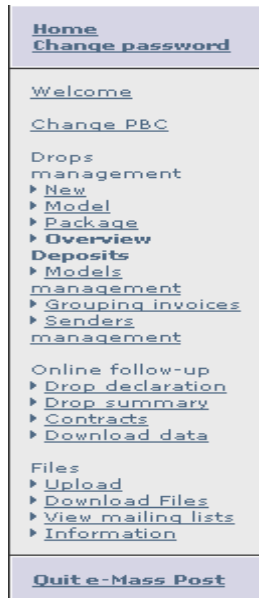 Home
Change password
Welcome
Change PBC
Drops
management
New
Model
Package
Overview
Deposits
Models
management
Grouping invoices
Senders
management
Online follow-up
Drop declaration
Drop summary
Contracts
Download data
Files
Upload
Download Files
View mailing lists
Information
Quit e-Mass Post